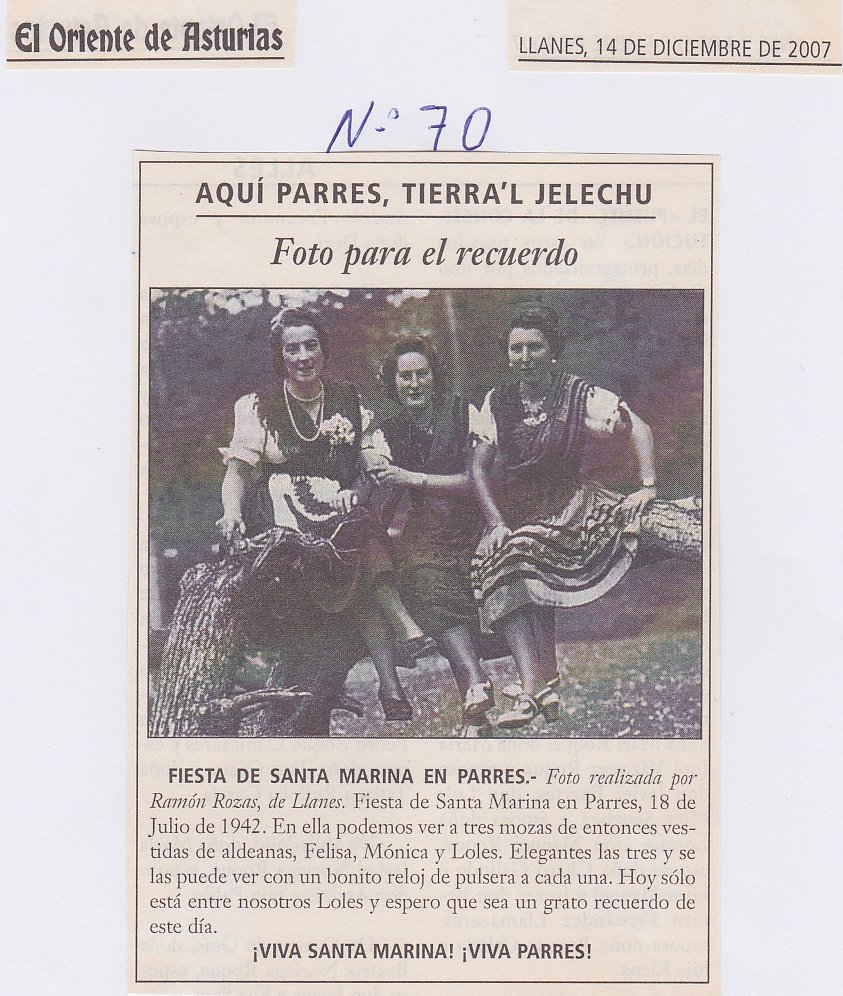 El Oriente de Asturias
LLANES, 14 DE DICIEMBRE DE 2007
Nº 70
AQUÍ PARRES, TIERRA'L JELECHU
Foto para el recuerdo
FIESTA DE SANTA MARINA EN PARRES.- Foto realizada por
Ramón Rozas, de Llanes. Fiesta de Santa Marina en Parres, 18 de
Julio de 1942. En ella podemos ver a tres mozas de entonces ves-
tidas de aldeanas, Felisa, Mónica y Loles. Elegantes las tres y se
las puede ver con un bonito reloj de pulsera a cada una. Hoy sólo
está entre nosotros Loles y espero que sea un grato recuerdo de
este día.
¡VIVA SANTA MARINA! ¡VIVA PARRES!